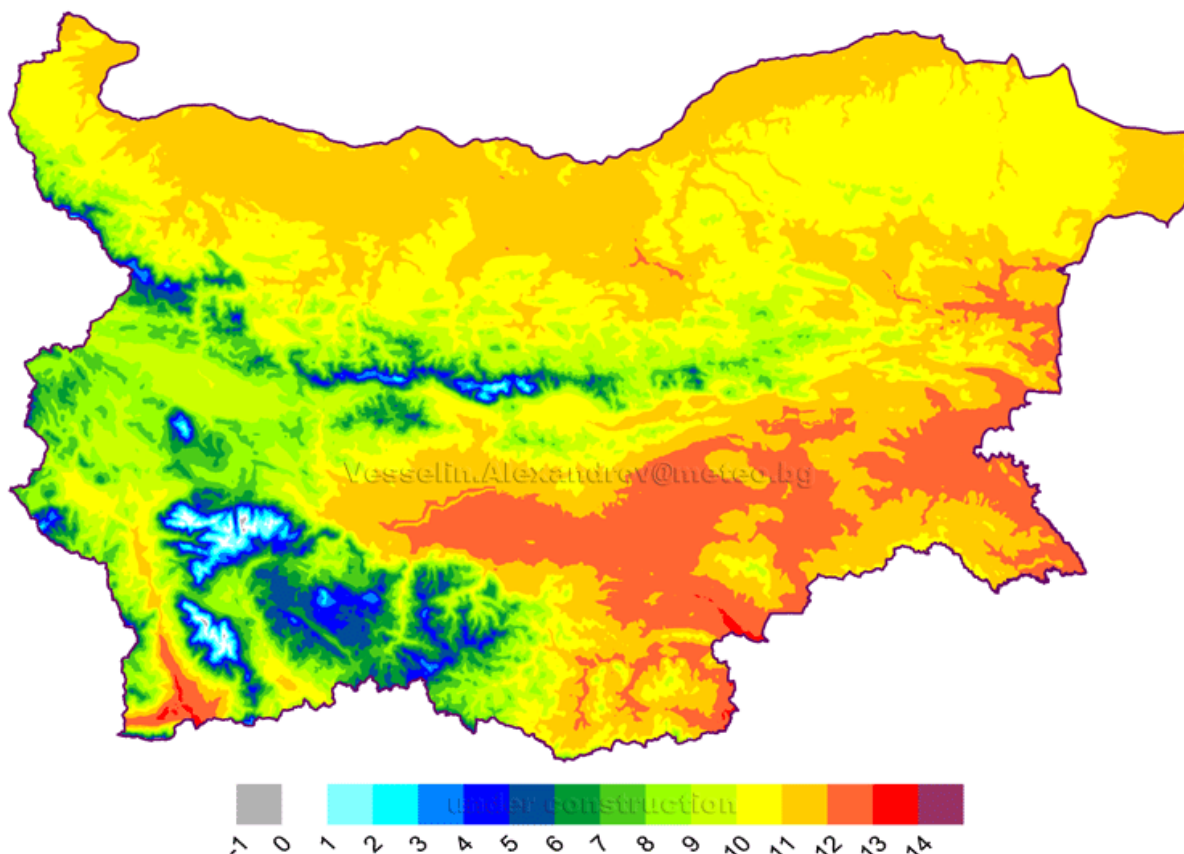 Vesselin.Alexandrov@meteo.bg
under construction
-1 0 1 2 3 4 5 6 7 8 9 10 11 12 13 14